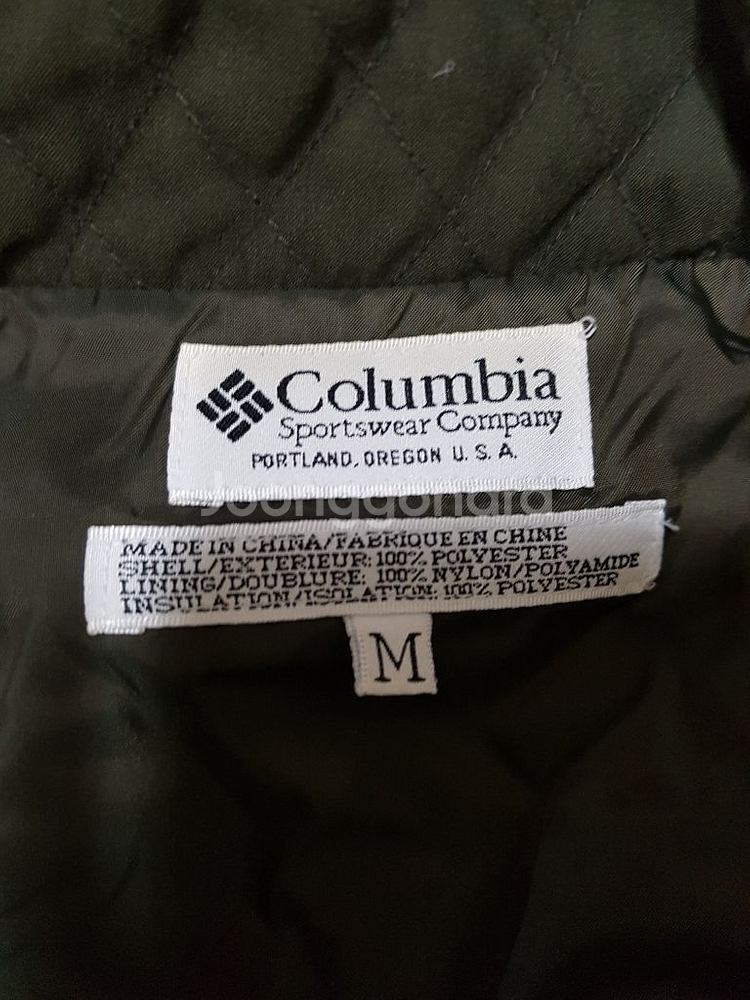 Columbia
Sportswear Company
PORTLAND, OREGON U. S. A.
Joonggonara
MADE IN CHINA/FABRIQUE EN CHINE
SHELL/EXTERIEUR: 100% POLYESTER
LINING/DOUBLURE: 100% NYLON/POLYAMIDE
INSULATION/ISOLATION: 100% POLYESTER
M